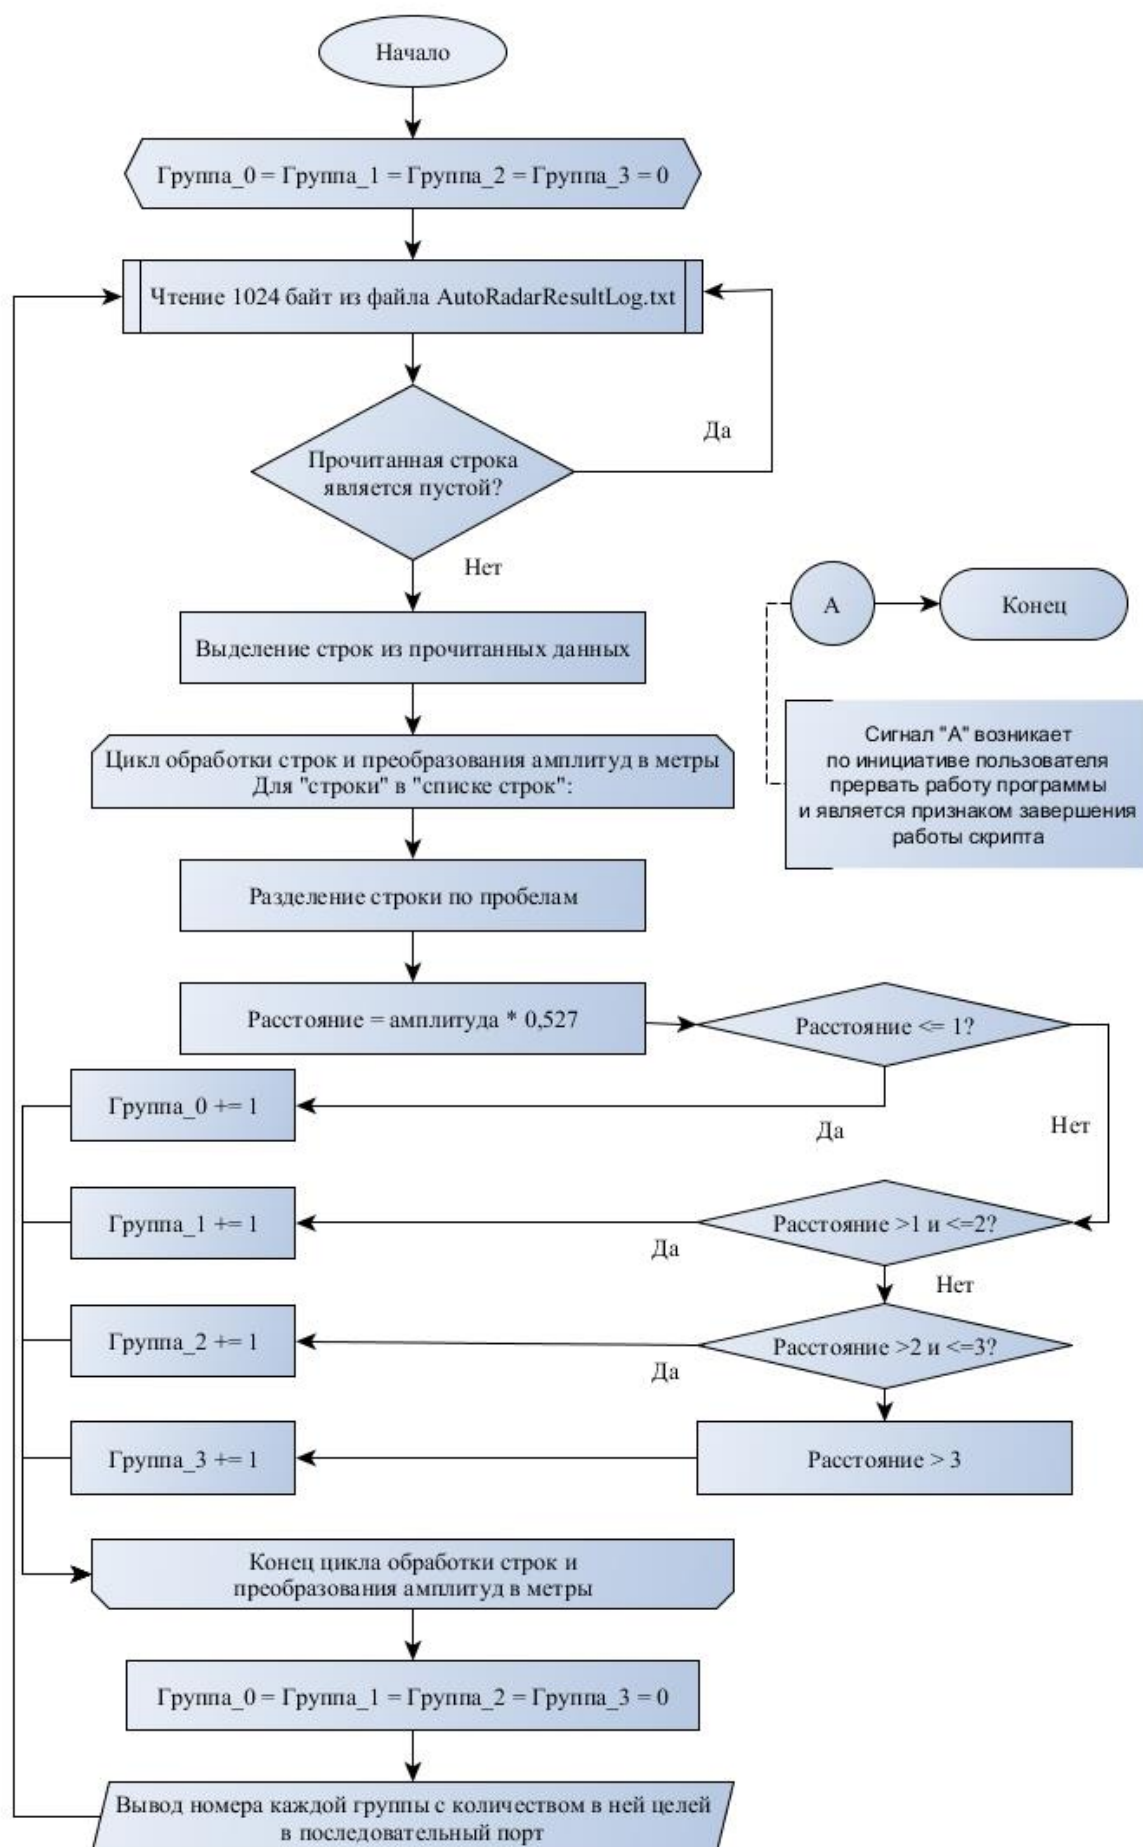 Начало
Группа_0 = Группа_1 = Группа_2 = Группа_3 = 0
Чтение 1024 байт из файла AutoRadarResultLog.txt
Да
Прочитанная строка
является пустой?
Нет
А
Конец
Выделение строк из прочитанных данных
Сигнал "А" возникает
по инициативе пользователя
прервать работу программы
и является признаком завершения
работы скрипта
Цикл обработки строк и преобразования амплитуд в метры
Для "строки" в "списке строк":
Разделение строки по пробелам
Расстояние = амплитуда * 0,527
Расстояние <= 1?
Группа_0 += 1
Да
Нет
Группа_1 += 1
Расстояние >1 и <=2?
Да
Нет
Группа_2 += 1
Расстояние >2 и <=3?
Да
Группа_3 += 1
Расстояние > 3
Конец цикла обработки строк и
преобразования амплитуд в метры
Группа_0 = Группа_1 = Группа_2 = Группа_3 = 0
Вывод номера каждой группы с количеством в ней целей
в последовательный порт